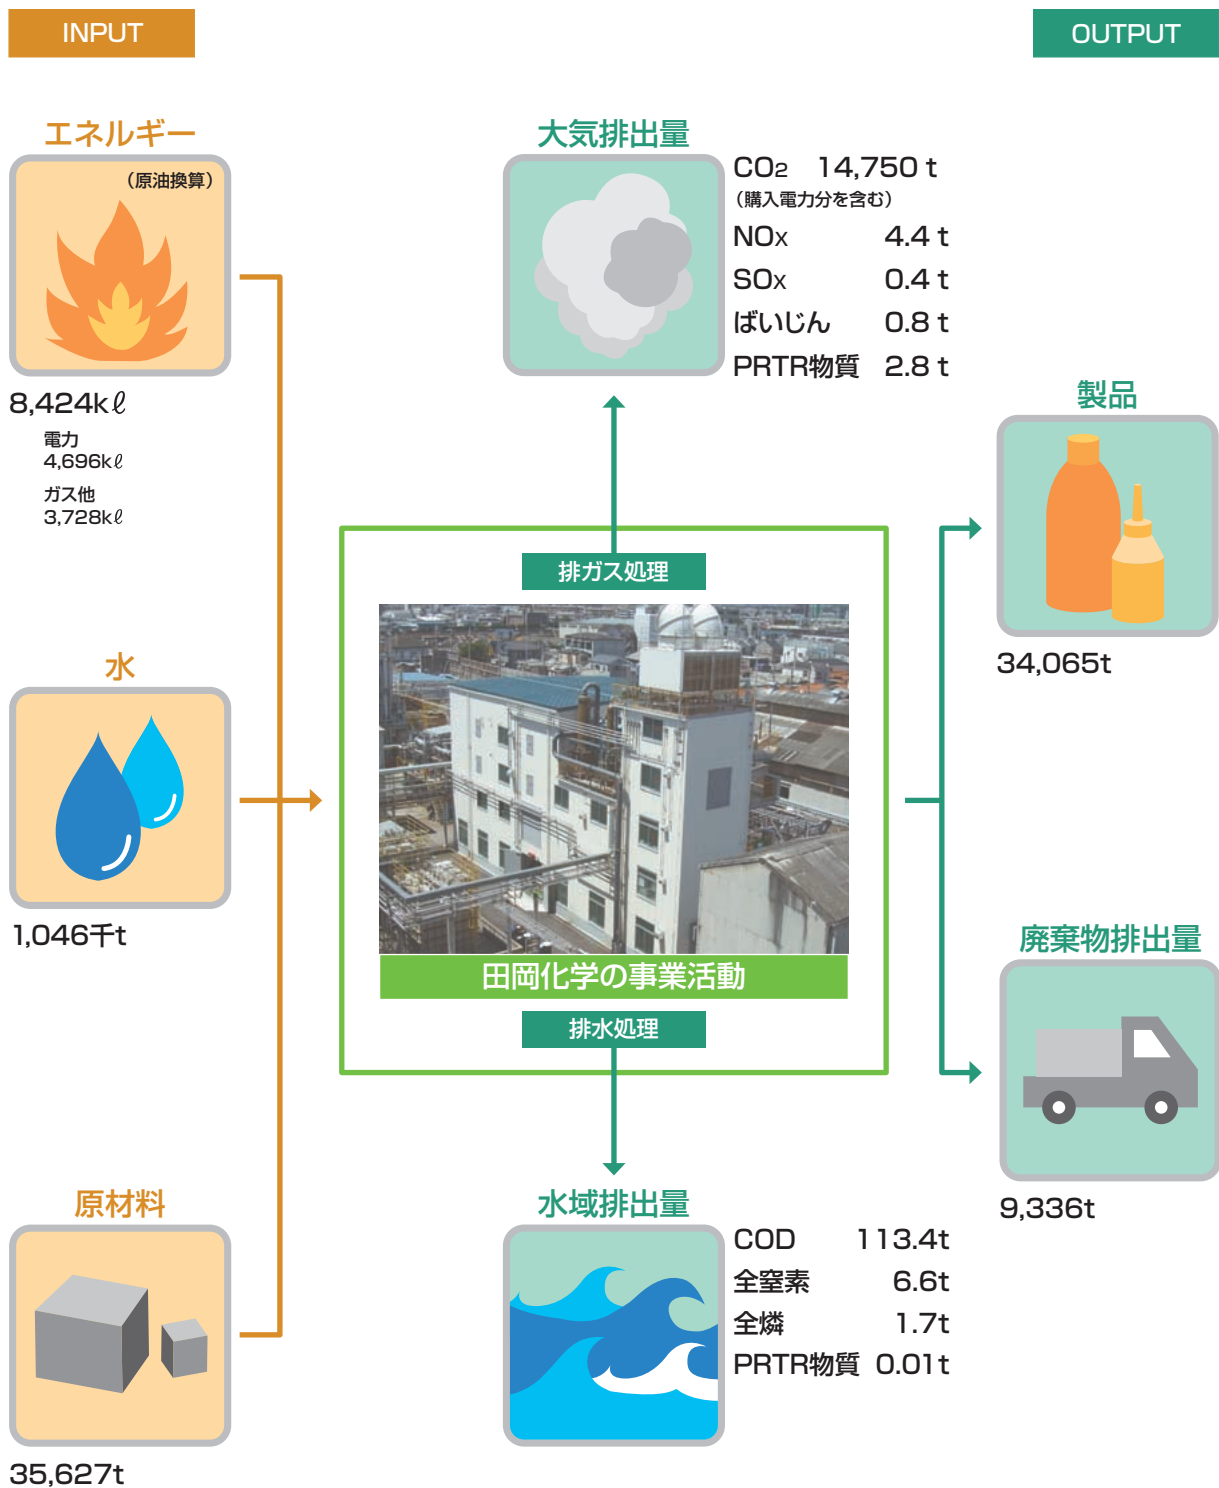 INPUT
OUTPUT
エネルギー
（原油換算）
8,424kℓ
電力
4,696kℓ
ガス他
3,728kℓ
水
1,046千t
原材料
35,627t
大気排出量
CO₂ 14,750 t
（購入電力分を含む）
NOx 4.4 t
SOx 0.4 t
ばいじん 0.8 t
PRTR物質 2.8 t
排ガス処理
田岡化学の事業活動
排水処理
水域排出量
COD 113.4t
全窒素 6.6t
全燐 1.7t
PRTR物質 0.01t
製品
34,065t
廃棄物排出量
9,336t